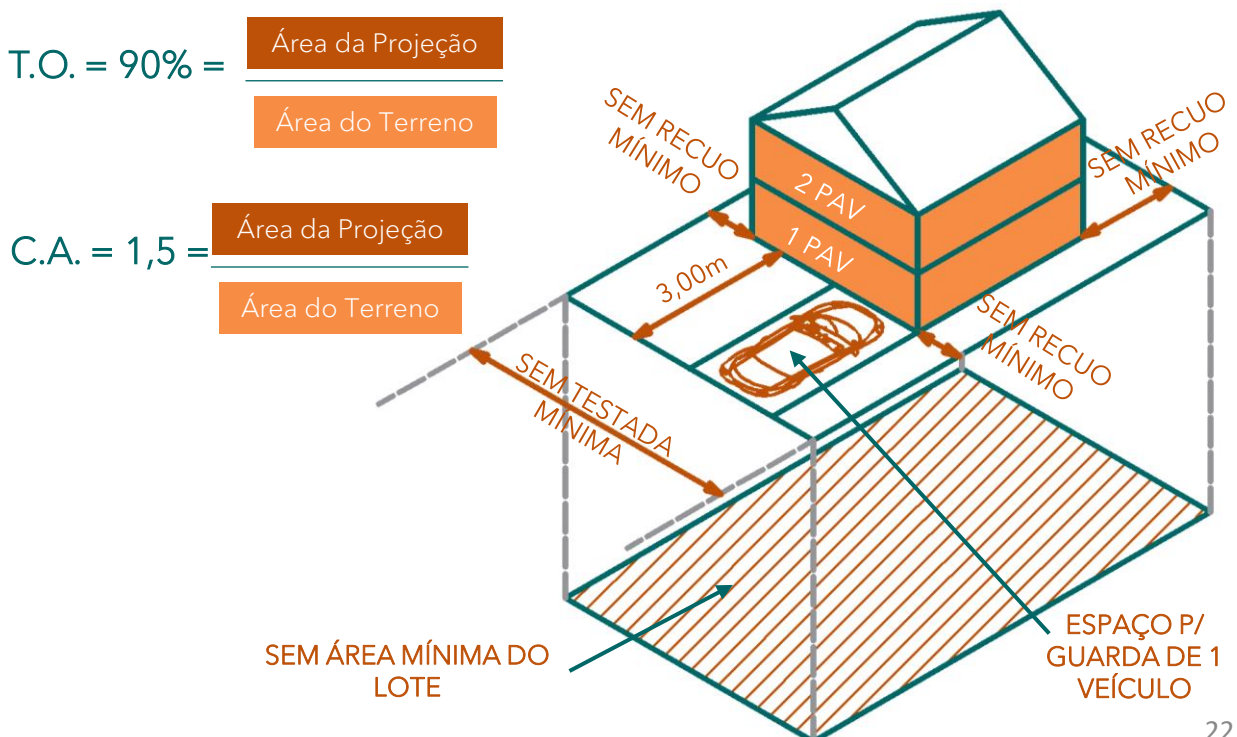 Área da Projeção
T.O. = 90% =
Área do Terreno
Área da Projeção
C.A. = 1,5 =
Área do Terreno
SEM RECUO
MÍNIMO
SEM RECUO
MÍNIMO
2 PAV
1 PAV
3,00m
SEM RECUO
MÍNIMO
SEM TESTADA
MÍNIMA
SEM ÁREA MÍNIMA DO
LOTE
ESPAÇO P/
GUARDA DE 1
VEÍCULO
22